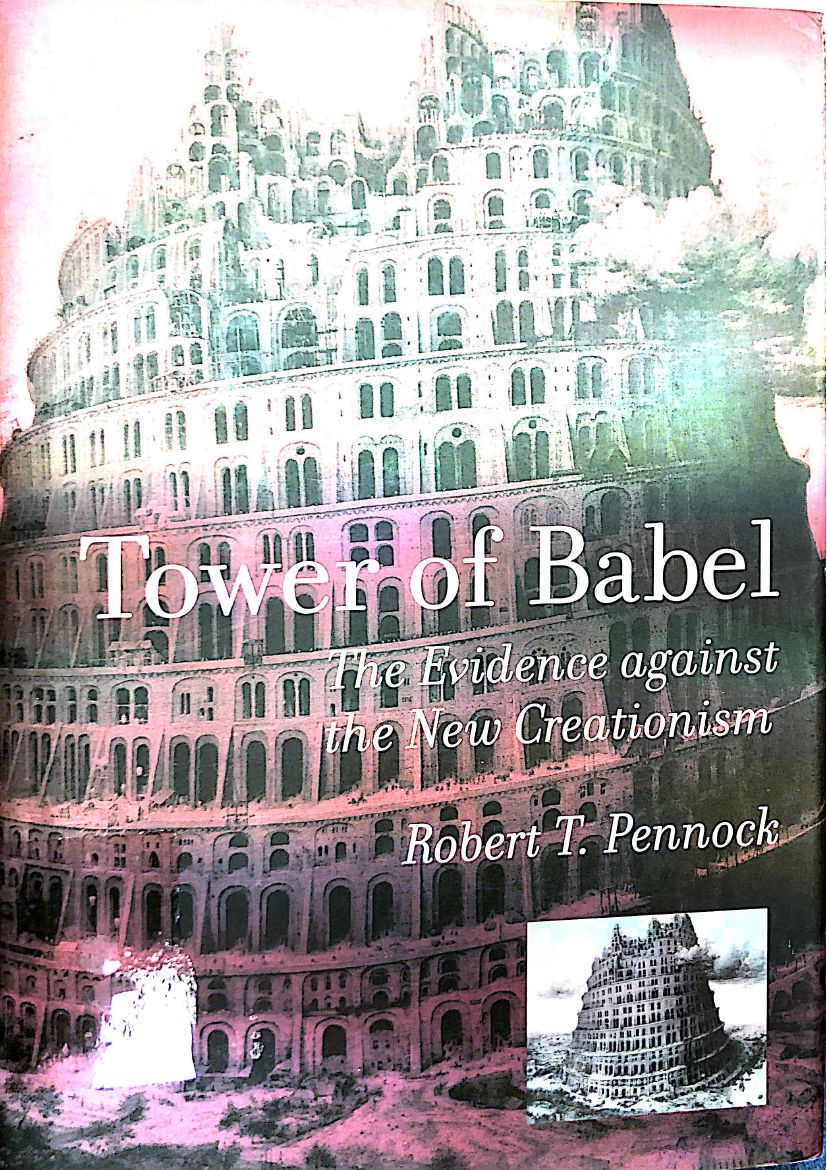 Tower of Babel
The Evidence against
the New Creationism
Robert T. Pennock